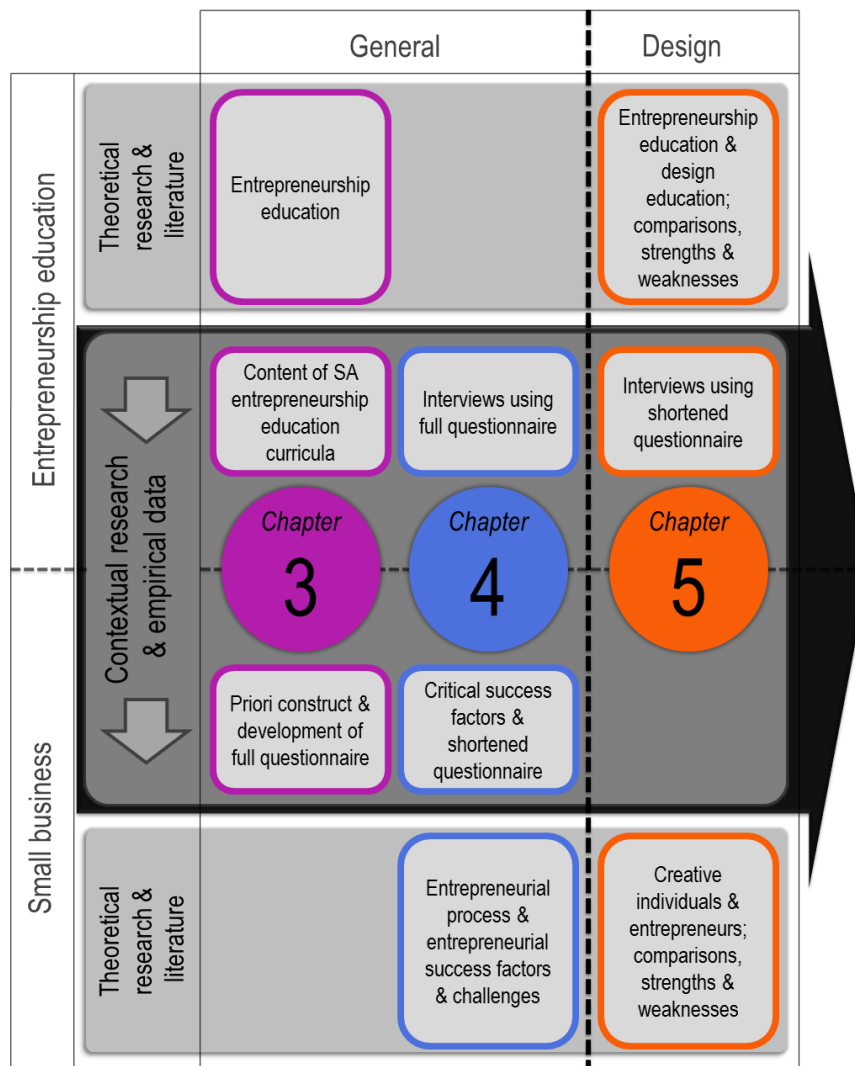 General
Design
Entrepreneurship education
Small business
Theoretical
research &
literature
Entrepreneurship
education
Entrepreneurship
education &
design
education;
comparisons,
strengths &
weaknesses
Contextual research
& empirical data
Content of SA
entrepreneurship
education
curricula
Interviews using
full questionnaire
Interviews using
shortened
questionnaire
Chapter
3
Chapter
4
Chapter
5
Priori construct &
development of
full questionnaire
Critical success
factors &
shortened
questionnaire
Theoretical
research &
literature
Entrepreneurial
process &
entrepreneurial
success factors
& challenges
Creative
individuals &
entrepreneurs;
comparisons,
strengths &
weaknesses